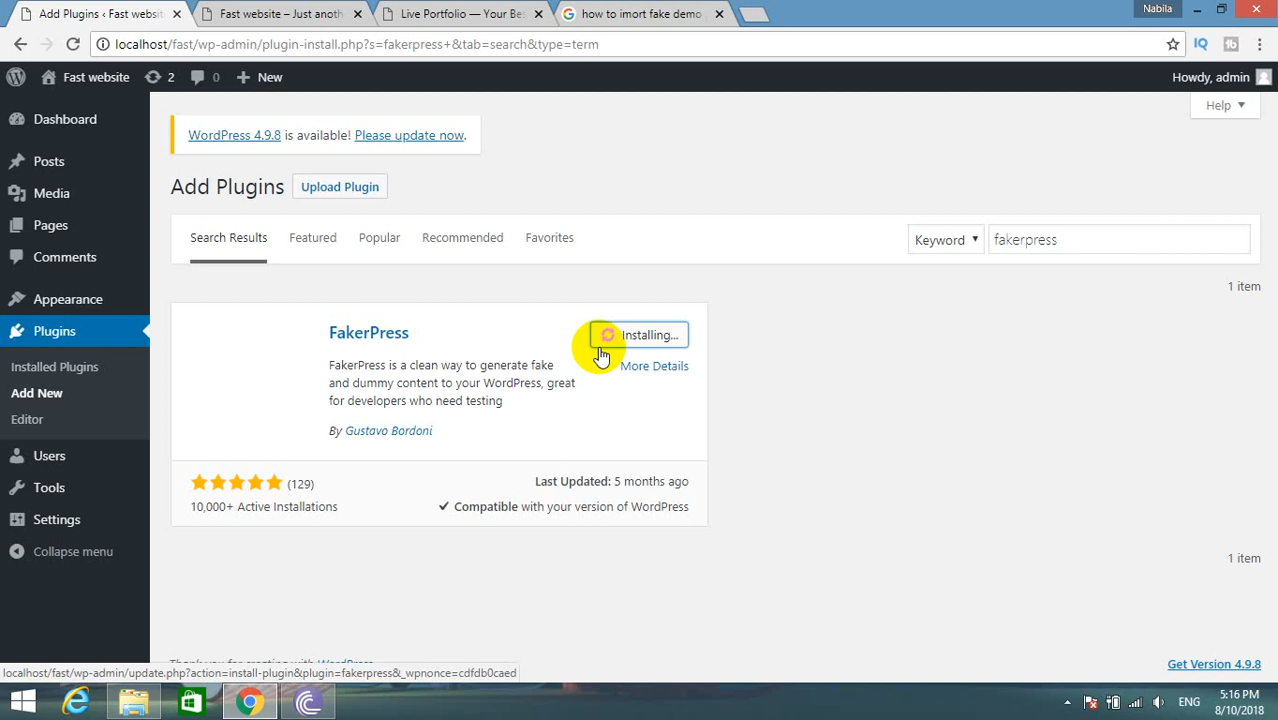 Add Plugins ‹ Fast websit
Fast website – Just anoth
Live Portfolio — Your Bes
how to imort fake demo
Nabila
localhost/fast/wp-admin/plugin-install.php?s=fakerpress+&tab=search&type=term
Fast website 2 0 New
Howdy, admin
Help
Dashboard
Posts
Media
Pages
Comments
Appearance
Plugins
Installed Plugins
Add New
Editor
Users
Tools
Settings
Collapse menu
WordPress 4.9.8 is available! Please update now.
Add Plugins Upload Plugin
Search Results Featured Popular Recommended Favorites
Keyword fakerpress
1 item
FakerPress
Installing...
More Details
FakerPress is a clean way to generate fake
and dummy content to your WordPress, great
for developers who need testing
By Gustavo Bordoni
(129)
Last Updated: 5 months ago
10,000+ Active Installations
Compatible with your version of WordPress
1 item
Thank you for creating with WordPress
Get Version 4.9.8
localhost/fast/wp-admin/update.php?action=install-plugin&plugin=fakerpress&_wpnonce=cdfdb0caed
ENG
5:16 PM
8/10/2018